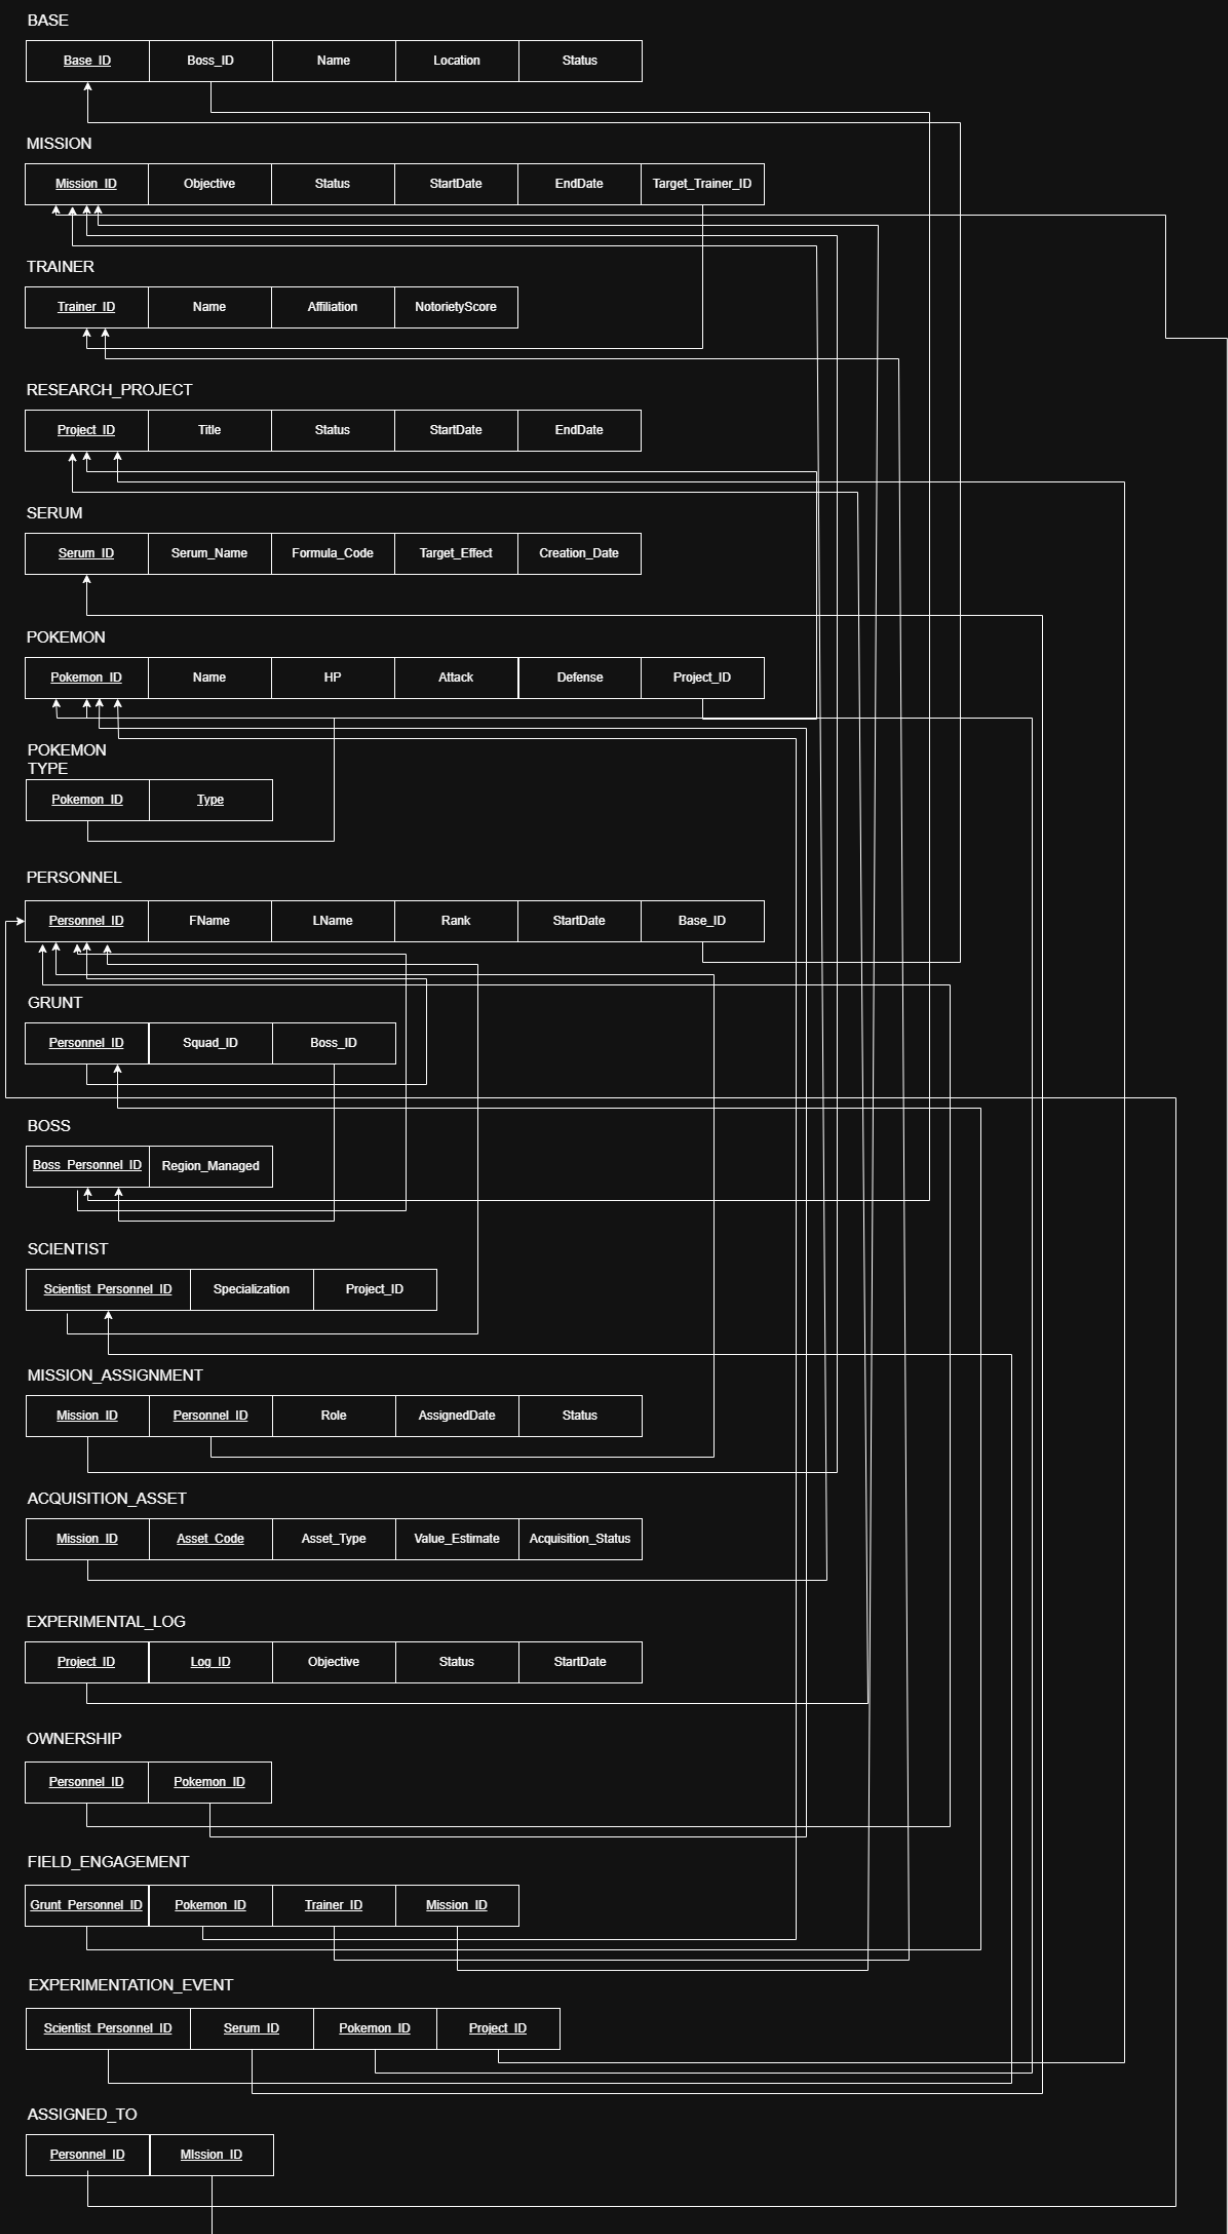 BASE
Base_ID Boss_ID Name Location Status
MISSION
Mission_ID Objective Status StartDate EndDate Target_Trainer_ID
TRAINER
Trainer_ID Name Affiliation NotorietyScore
RESEARCH_PROJECT
Project_ID Title Status StartDate EndDate
SERUM
Serum_ID Serum_Name Formula_Code Target_Effect Creation_Date
POKEMON
Pokemon_ID Name HP Attack Defense Project_ID
POKEMON
TYPE
Pokemon_ID Type
PERSONNEL
Personnel_ID FName LName Rank StartDate Base_ID
GRUNT
Personnel_ID Squad_ID Boss_ID
BOSS
Boss_Personnel_ID Region_Managed
SCIENTIST
Scientist_Personnel_ID Specialization Project_ID
MISSION_ASSIGNMENT
Mission_ID Personnel_ID Role AssignedDate Status
ACQUISITION_ASSET
Mission_ID Asset_Code Asset_Type Value_Estimate Acquisition_Status
EXPERIMENTAL_LOG
Project_ID Log_ID Objective Status StartDate
OWNERSHIP
Personnel_ID Pokemon_ID
FIELD_ENGAGEMENT
Grunt_Personnel_ID Pokemon_ID Trainer_ID Mission_ID
EXPERIMENTATION_EVENT
Scientist_Personnel_ID Serum_ID Pokemon_ID Project_ID
ASSIGNED_TO
Personnel_ID MIssion_ID